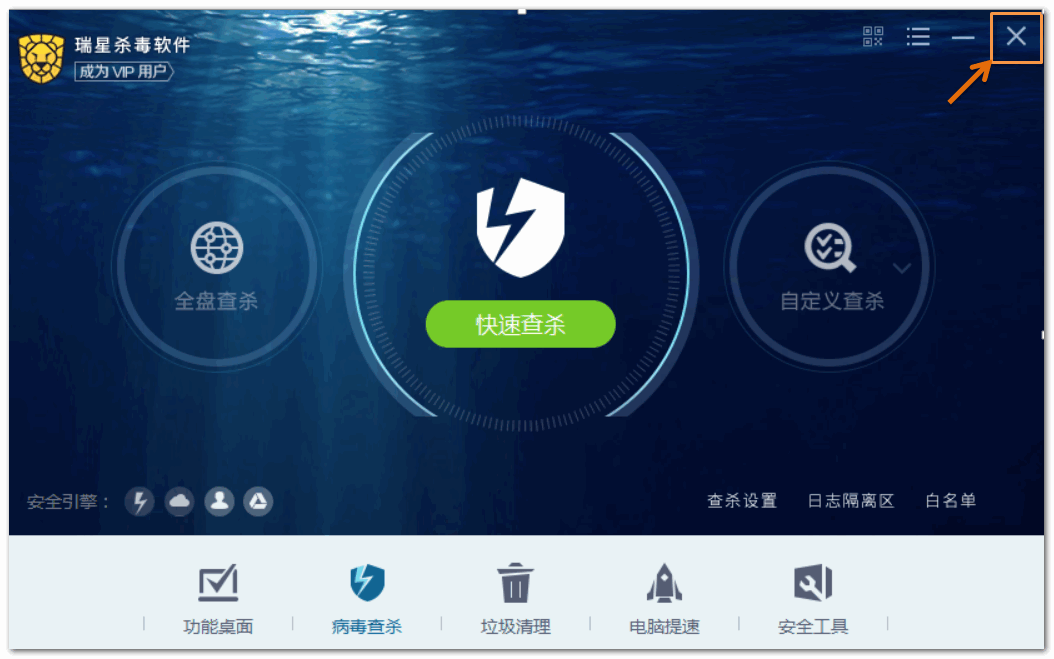 瑞星杀毒软件
成为 VIP 用户
全盘查杀
快速查杀
自定义查杀
安全引擎：
查杀设置 日志隔离区 白名单
功能桌面 病毒查杀 垃圾清理 电脑提速 安全工具